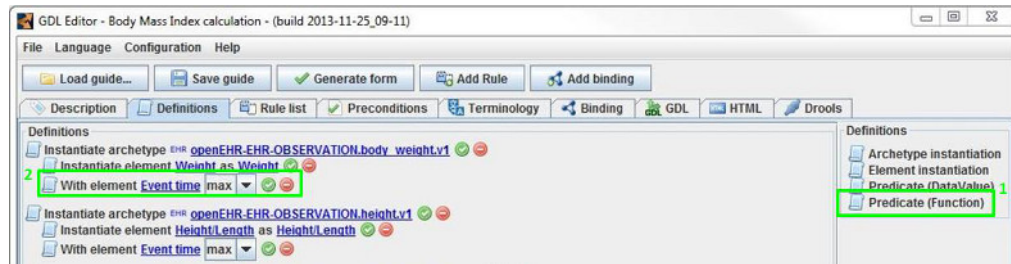 GDL Editor - Body Mass Index calculation - (build 2013-11-25_09-11)
File Language Configuration Help
Load guide... Save guide Generate form Add Rule Add binding
Description Definitions Rule list Preconditions Terminology Binding GDL HTML Drools
Definitions
Instantiate archetype EHR openEHR-EHR-OBSERVATION.body_weight.v1
Instantiate element Weight as Weight
2 With element Event time max
Instantiate archetype EHR openEHR-EHR-OBSERVATION.height.v1
Instantiate element Height/Length as Height/Length
With element Event time max
Definitions
Archetype instantiation
Element instantiation
Predicate (DataValue) 1
Predicate (Function)